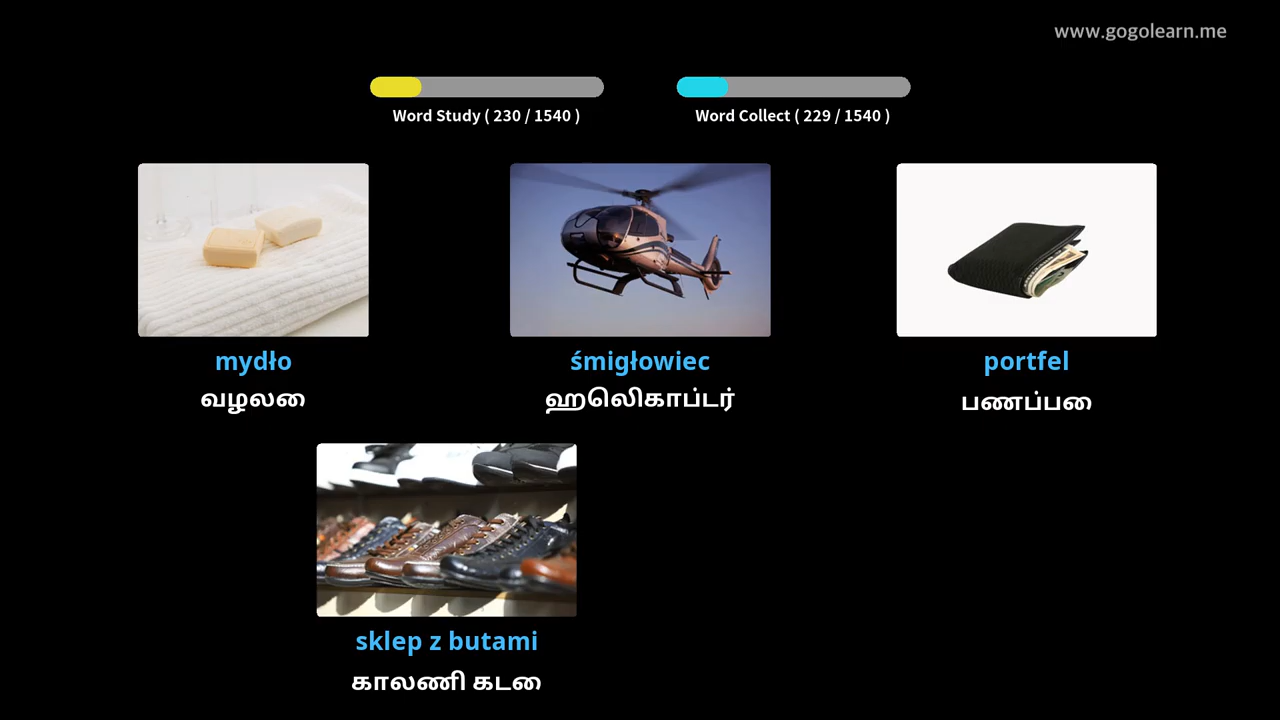 www.gogolearn.me
Word Study ( 230 / 1540 )
Word Collect ( 229 / 1540 )
mydło
வழலை
śmigłowiec
ஹெலிகாப்டர்
portfel
பணப்பை
sklep z butami
காலணி கடை